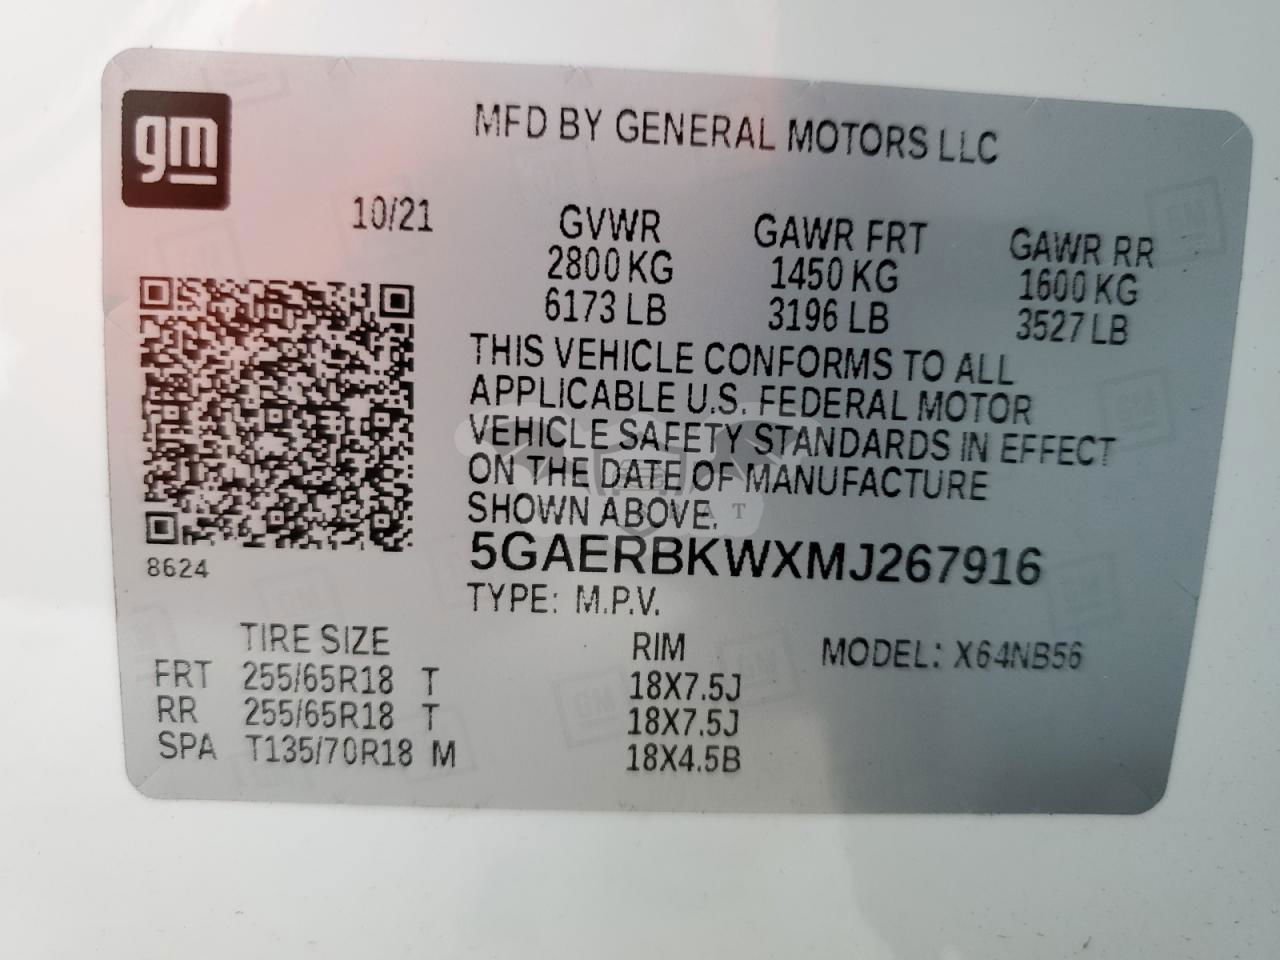 gm
MFD BY GENERAL MOTORS LLC
10/21
GVWR GAWR FRT GAWR RR
2800 KG 1450 KG 1600 KG
6173 LB 3196 LB 3527 LB
THIS VEHICLE CONFORMS TO ALL
APPLICABLE U.S. FEDERAL MOTOR
VEHICLE SAFETY STANDARDS IN EFFECT
ON THE DATE OF MANUFACTURE
SHOWN ABOVE.
5GAERBKWXMJ267916
8624
TYPE: M.P.V.
TIRE SIZE RIM MODEL: X64NB56
FRT 255/65R18 T 18X7.5J
RR 255/65R18 T 18X7.5J
SPA T135/70R18 M 18X4.5B